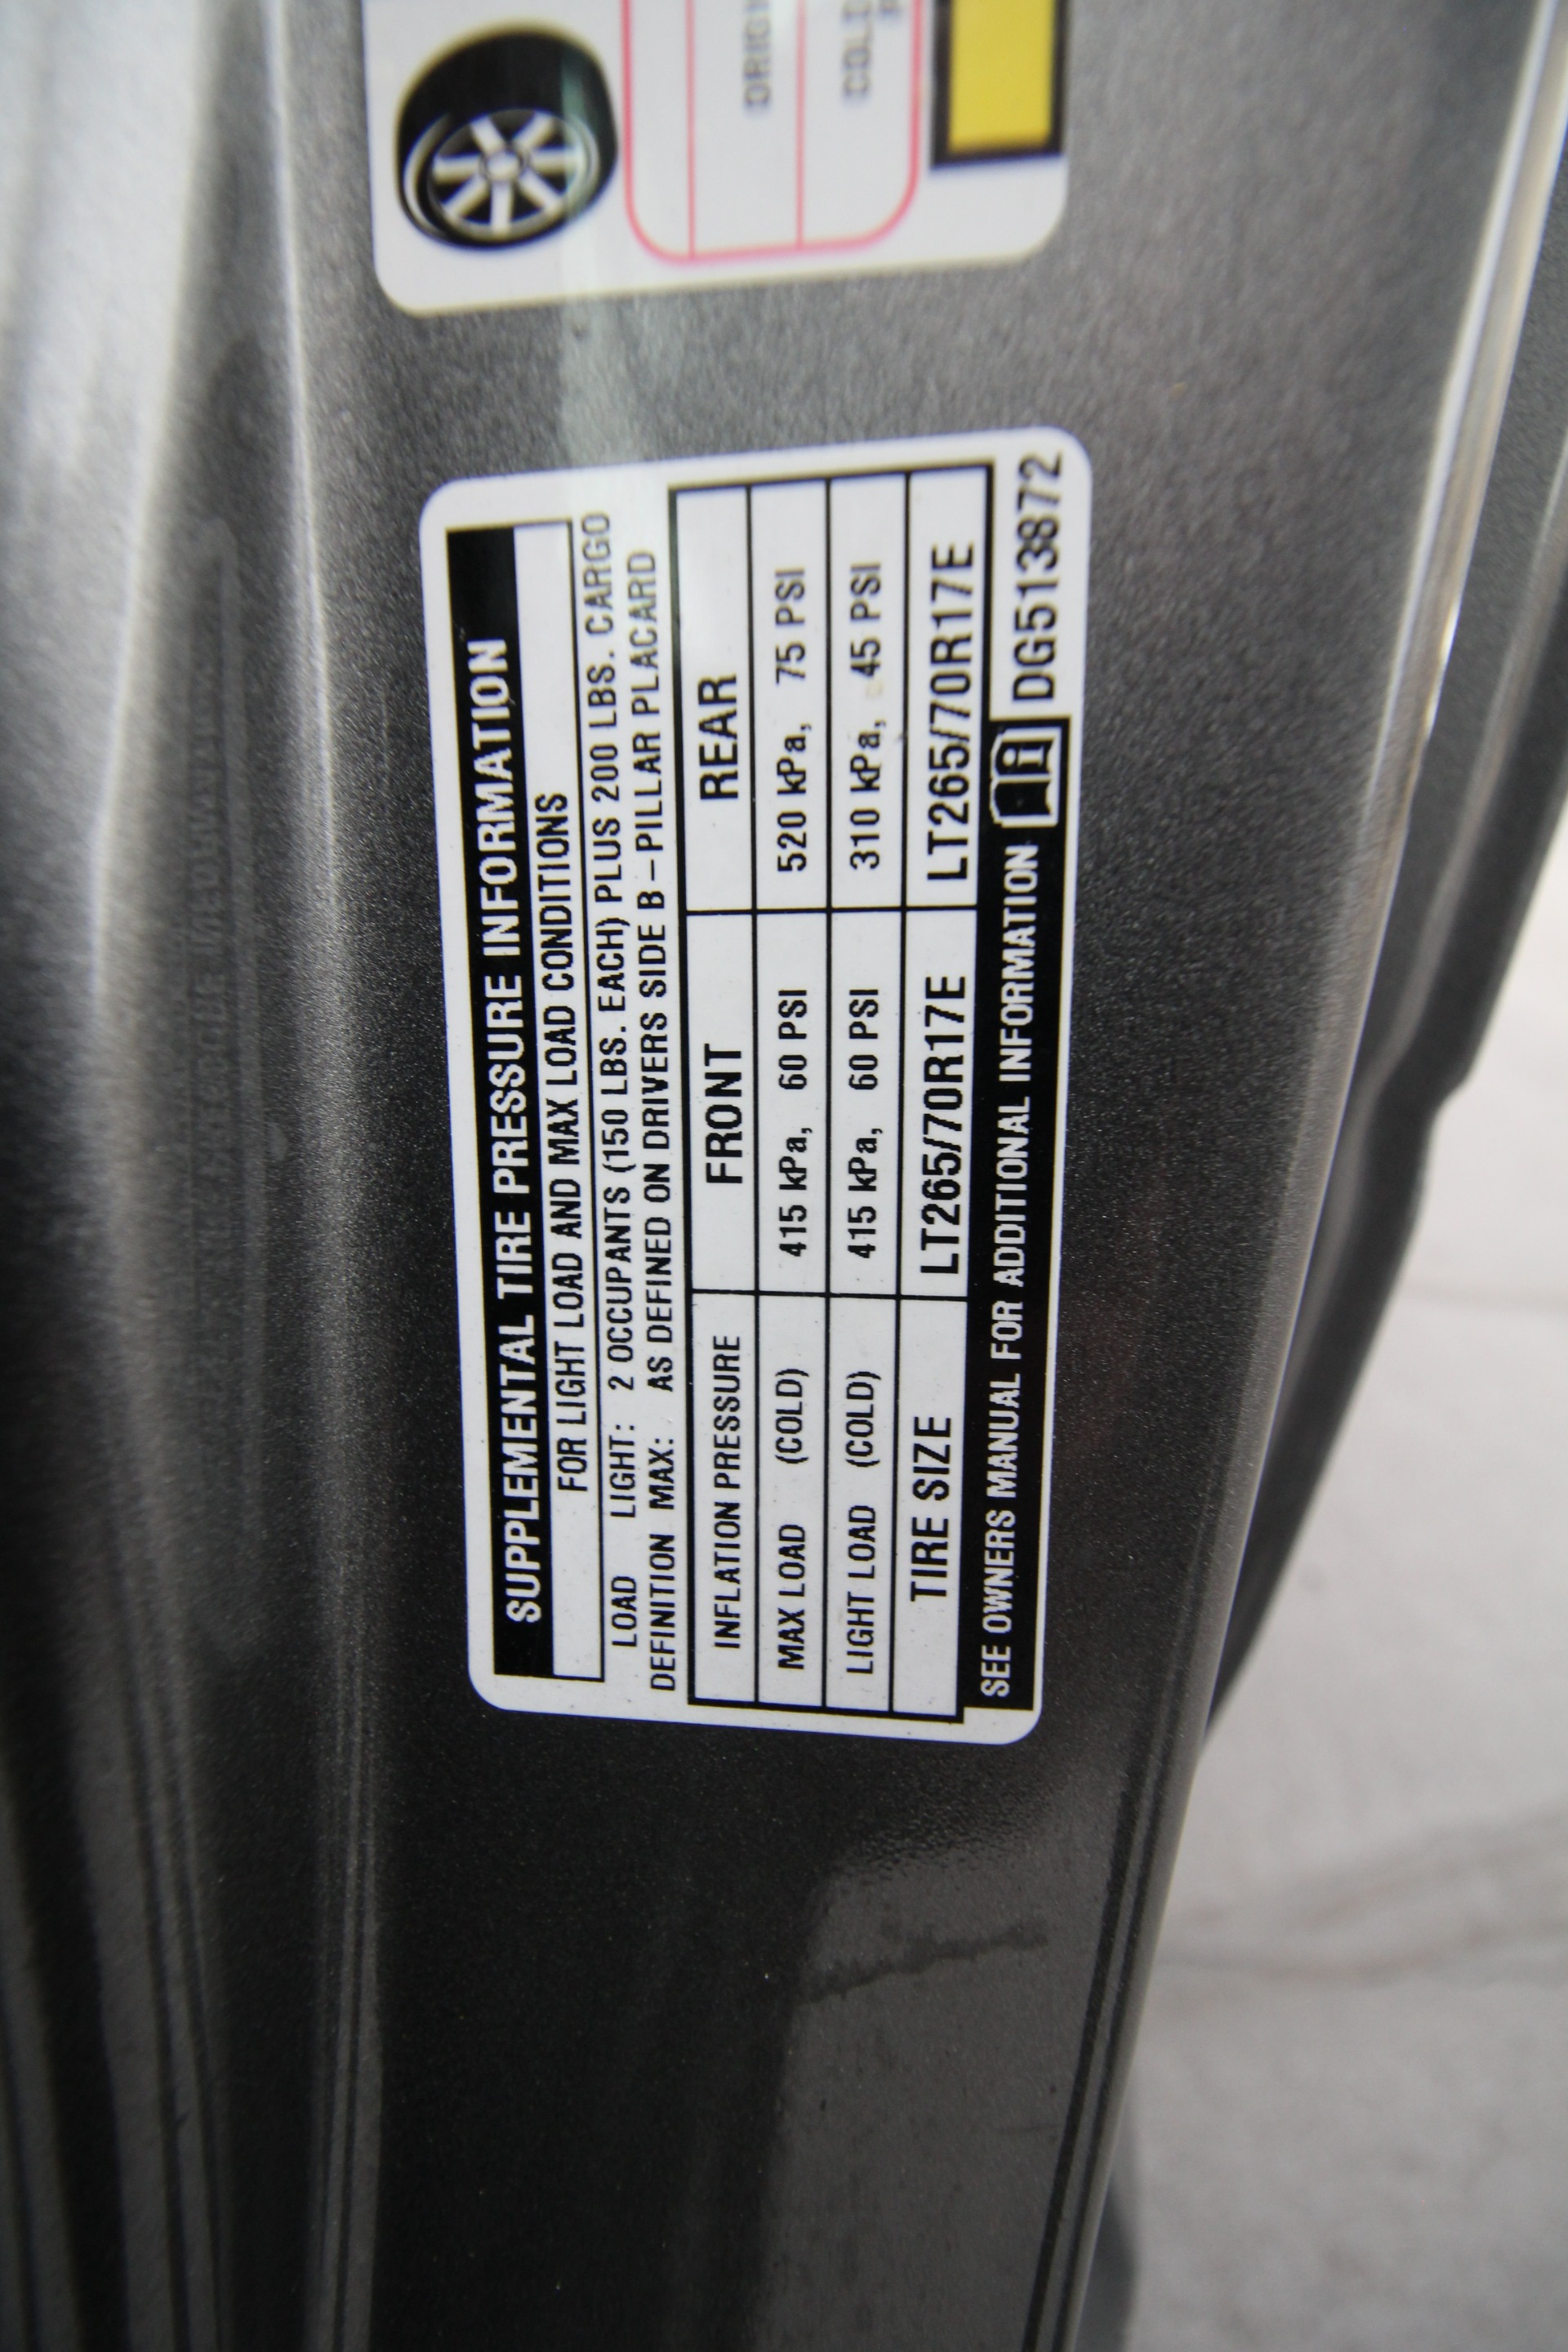 ORIGI
COLD
SUPPLEMENTAL TIRE PRESSURE INFORMATION
FOR LIGHT LOAD AND MAX LOAD CONDITIONS
LOAD LIGHT: 2 OCCUPANTS (150 LBS. EACH) PLUS 200 LBS. CARGO
DEFINITION MAX: AS DEFINED ON DRIVERS SIDE B-PILLAR PLACARD
INFLATION PRESSURE FRONT REAR
MAX LOAD (COLD) 415 kPa, 60 PSI 520 kPa, 75 PSI
LIGHT LOAD (COLD) 415 kPa, 60 PSI 310 kPa, 45 PSI
TIRE SIZE LT265/70R17E LT265/70R17E
SEE OWNERS MANUAL FOR ADDITIONAL INFORMATION DG513872